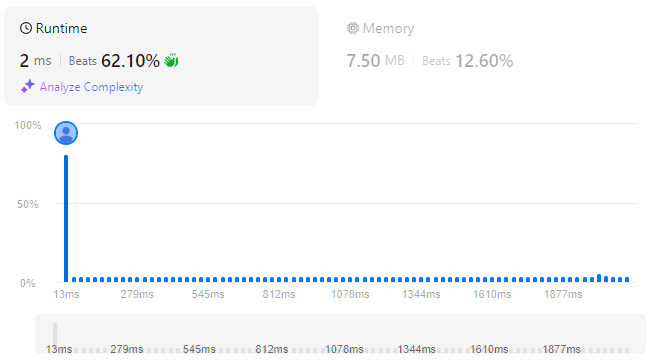 Runtime
2 ms Beats 62.10%
Analyze Complexity
Memory
7.50 MB Beats 12.60%
100%
50%
0%
13ms 279ms 545ms 812ms 1078ms 1344ms 1610ms 1877ms
13ms 279ms 545ms 812ms 1078ms 1344ms 1610ms 1877ms